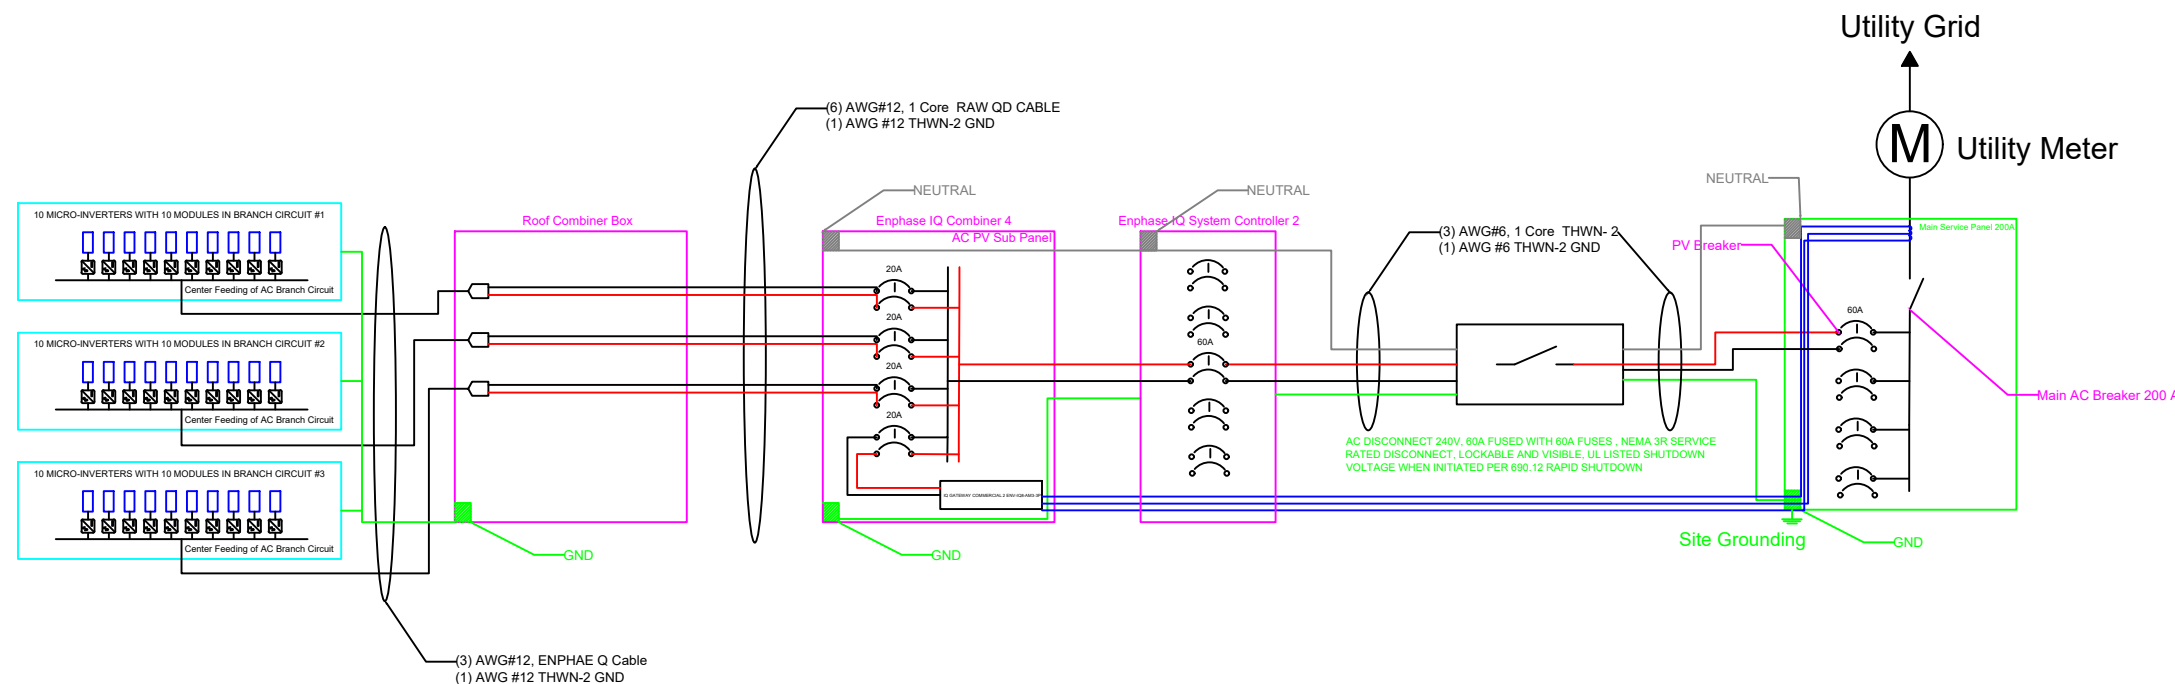 Utility Grid
M
Utility Meter
(6) AWG#12, 1 Core RAW QD CABLE
(1) AWG #12 THWN-2 GND
NEUTRAL
NEUTRAL
NEUTRAL
10 MICRO-INVERTERS WITH 10 MODULES IN BRANCH CIRCUIT #1
Center Feeding of AC Branch Circuit
10 MICRO-INVERTERS WITH 10 MODULES IN BRANCH CIRCUIT #2
Center Feeding of AC Branch Circuit
10 MICRO-INVERTERS WITH 10 MODULES IN BRANCH CIRCUIT #3
Center Feeding of AC Branch Circuit
(3) AWG#12, ENPHAE Q Cable
(1) AWG #12 THWN-2 GND
Roof Combiner Box
GND
Enphase IQ Combiner 4
AC PV Sub Panel
20A
20A
20A
20A
GND
Enphase IQ System Controller 2
60A
(3) AWG#6, 1 Core THWN- 2
(1) AWG #6 THWN-2 GND
AC DISCONNECT 240V, 60A FUSED WITH 60A FUSES , NEMA 3R SERVICE
RATED DISCONNECT, LOCKABLE AND VISIBLE, UL LISTED SHUTDOWN
VOLTAGE WHEN INITIATED PER 690.12 RAPID SHUTDOWN
PV Breaker
Main Service Panel 200A
60A
Main AC Breaker 200 A
Site Grounding
GND